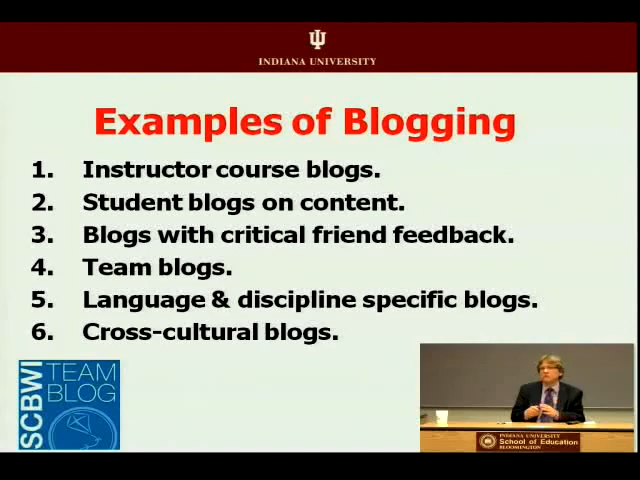 INDIANA UNIVERSITY
Examples of Blogging
1. Instructor course blogs.
2. Student blogs on content.
3. Blogs with critical friend feedback.
4. Team blogs.
5. Language & discipline specific blogs.
6. Cross-cultural blogs.
SCBWI
TEAM
BLOG
INDIANA UNIVERSITY
School of Education
BLOOMINGTON